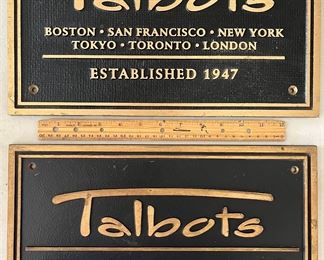 Talbots
BOSTON • SAN FRANCISCO • NEW YORK
TOKYO • TORONTO • LONDON
ESTABLISHED 1947
Talbots